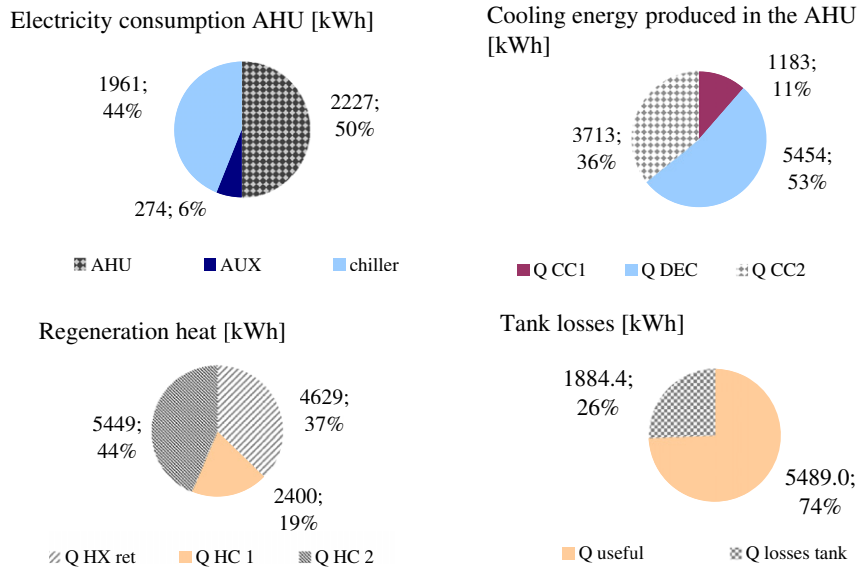 Electricity consumption AHU [kWh]
1961;
44%
2227;
50%
274; 6%
AHU
AUX
chiller
Cooling energy produced in the AHU
[kWh]
1183;
11%
3713;
36%
5454;
53%
Q CC1
Q DEC
Q CC2
Regeneration heat [kWh]
4629;
37%
5449;
44%
2400;
19%
Q HX ret
Q HC 1
Q HC 2
Tank losses [kWh]
1884.4;
26%
5489.0;
74%
Q useful
Q losses tank